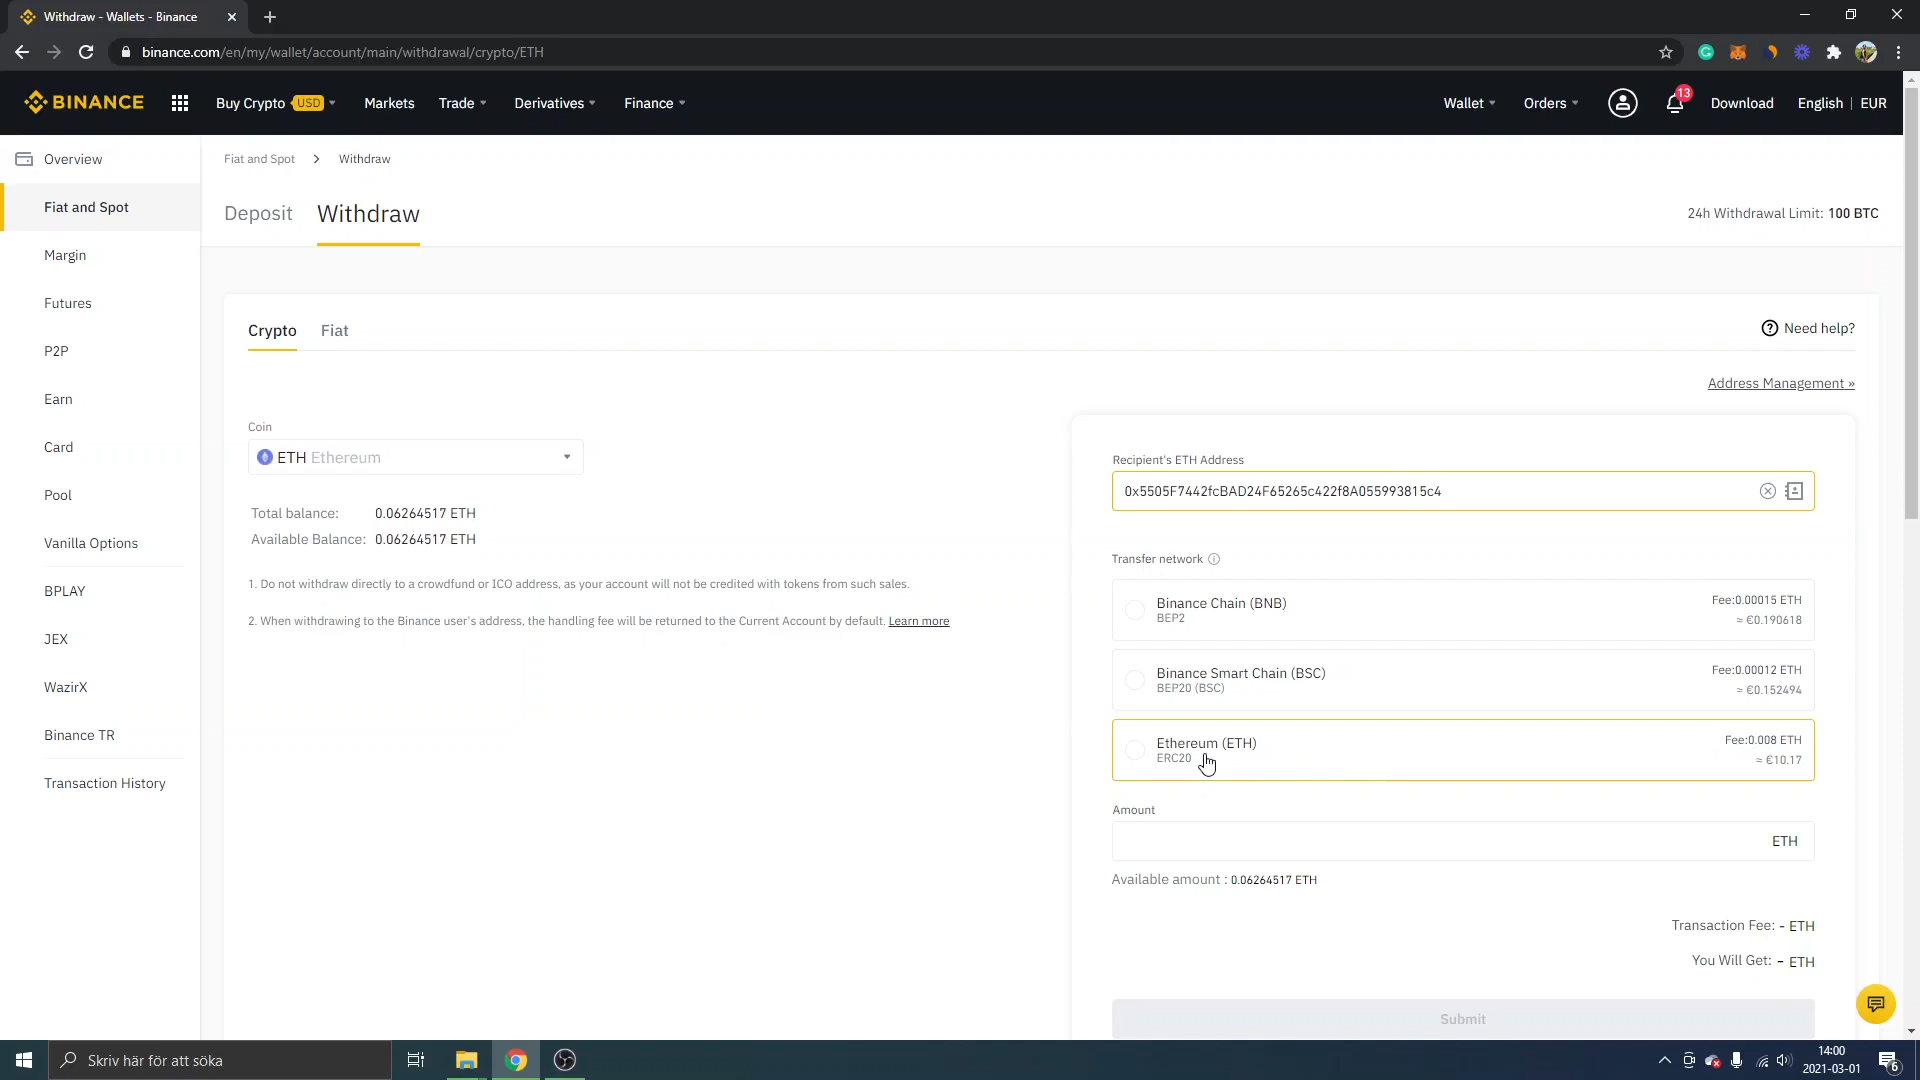 Withdraw - Wallets - Binance
binance.com/en/my/wallet/account/main/withdrawal/crypto/ETH
BINANCE Buy Crypto USD Markets Trade Derivatives Finance Wallet Orders 13 Download English | EUR
Overview
Fiat and Spot
Margin
Futures
P2P
Earn
Card
Pool
Vanilla Options
BPLAY
JEX
WazirX
Binance TR
Transaction History
Fiat and Spot > Withdraw
Deposit Withdraw
24h Withdrawal Limit: 100 BTC
Crypto Fiat
Need help?
Address Management »
Coin
ETH Ethereum
Total balance: 0.06264517 ETH
Available Balance: 0.06264517 ETH
1. Do not withdraw directly to a crowdfund or ICO address, as your account will not be credited with tokens from such sales.
2. When withdrawing to the Binance user's address, the handling fee will be returned to the Current Account by default. Learn more
Recipient's ETH Address
0x5505F7442fcBAD24F65265c422f8A055993815c4
Transfer network
Binance Chain (BNB) Fee:0.00015 ETH
BEP2 ≈ €0.190618
Binance Smart Chain (BSC) Fee:0.00012 ETH
BEP20 (BSC) ≈ €0.152494
Ethereum (ETH) Fee:0.008 ETH
ERC20 ≈ €10.17
Amount
ETH
Available amount : 0.06264517 ETH
Transaction Fee: - ETH
You Will Get: - ETH
Submit
Skriv här för att söka
14:00
2021-03-01
6